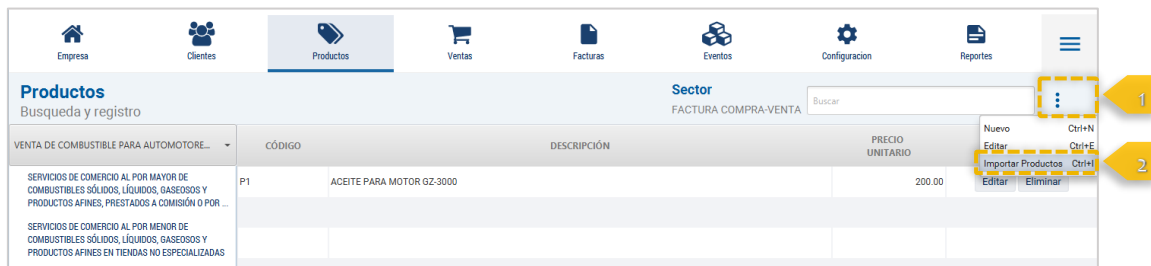 Empresa
Clientes
Productos
Ventas
Facturas
Eventos
Configuracion
Reportes
Productos
Busqueda y registro
Sector
FACTURA COMPRA-VENTA
Buscar
1
Nuevo Ctrl+N
Editar Ctrl+E
Importar Productos Ctrl+I
2
VENTA DE COMBUSTIBLE PARA AUTOMOTORE...
CÓDIGO
DESCRIPCIÓN
PRECIO
UNITARIO
SERVICIOS DE COMERCIO AL POR MAYOR DE
COMBUSTIBLES SÓLIDOS, LÍQUIDOS, GASEOSOS Y
PRODUCTOS AFINES, PRESTADOS A COMISIÓN O POR ...
P1
ACEITE PARA MOTOR GZ-3000
200.00
Editar
Eliminar
SERVICIOS DE COMERCIO AL POR MENOR DE
COMBUSTIBLES SÓLIDOS, LÍQUIDOS, GASEOSOS Y
PRODUCTOS AFINES EN TIENDAS NO ESPECIALIZADAS